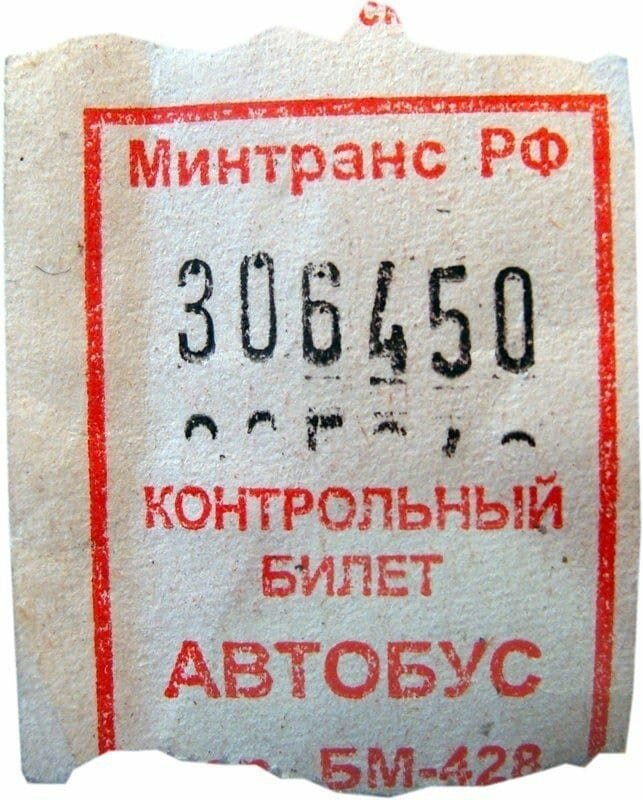 Минтранс РФ
306450
КОНТРОЛЬНЫЙ
БИЛЕТ
АВТОБУС
БМ-428